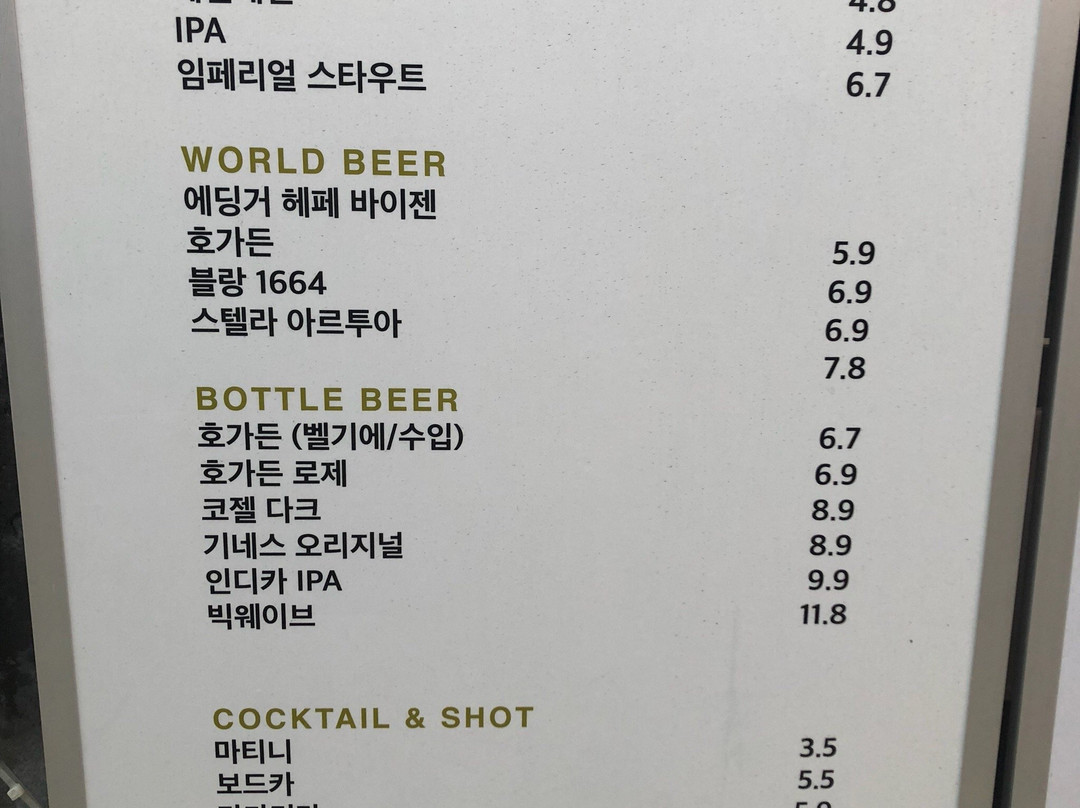 4.8
IPA 4.9
임페리얼 스타우트 6.7
WORLD BEER
에딩거 헤페 바이젠
호가든 5.9
블랑 1664 6.9
스텔라 아르투아 6.9
7.8
BOTTLE BEER
호가든 (벨기에/수입) 6.7
호가든 로제 6.9
코젤 다크 8.9
기네스 오리지널 8.9
인디카 IPA 9.9
빅웨이브 11.8
COCKTAIL & SHOT
마티니 3.5
보드카 5.5